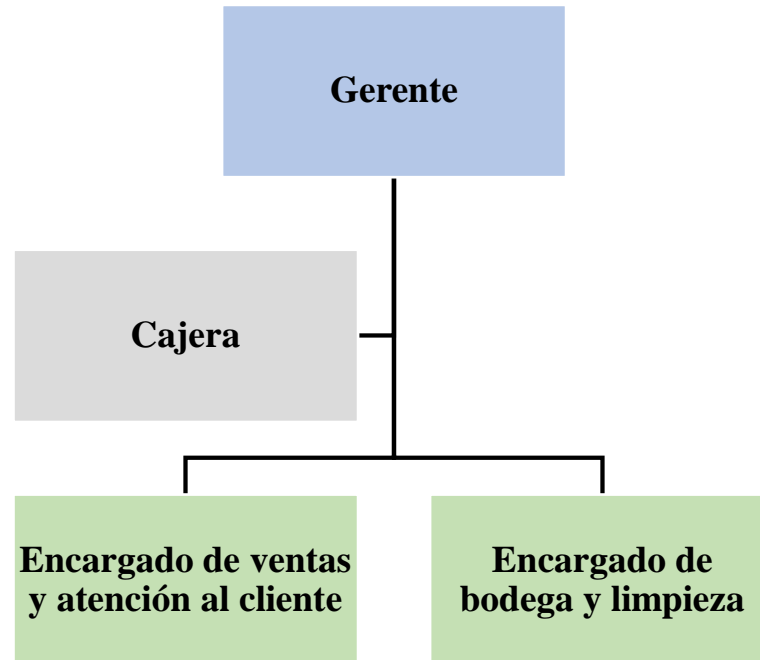 Gerente
Cajera
Encargado de ventas
y atención al cliente
Encargado de
bodega y limpieza